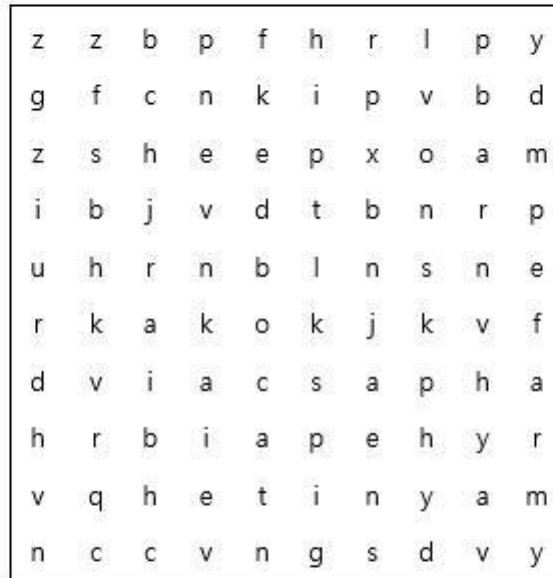 z z b p f h r l p y
g f c n k i p v b d
z s h e e p x o a m
i b j v d t b n r p
u h r n b l n s n e
r k a k o k j k v f
d v i a c s a p h a
h r b i a p e h y r
v q h e t i n y a m
n c c v n g s d v y